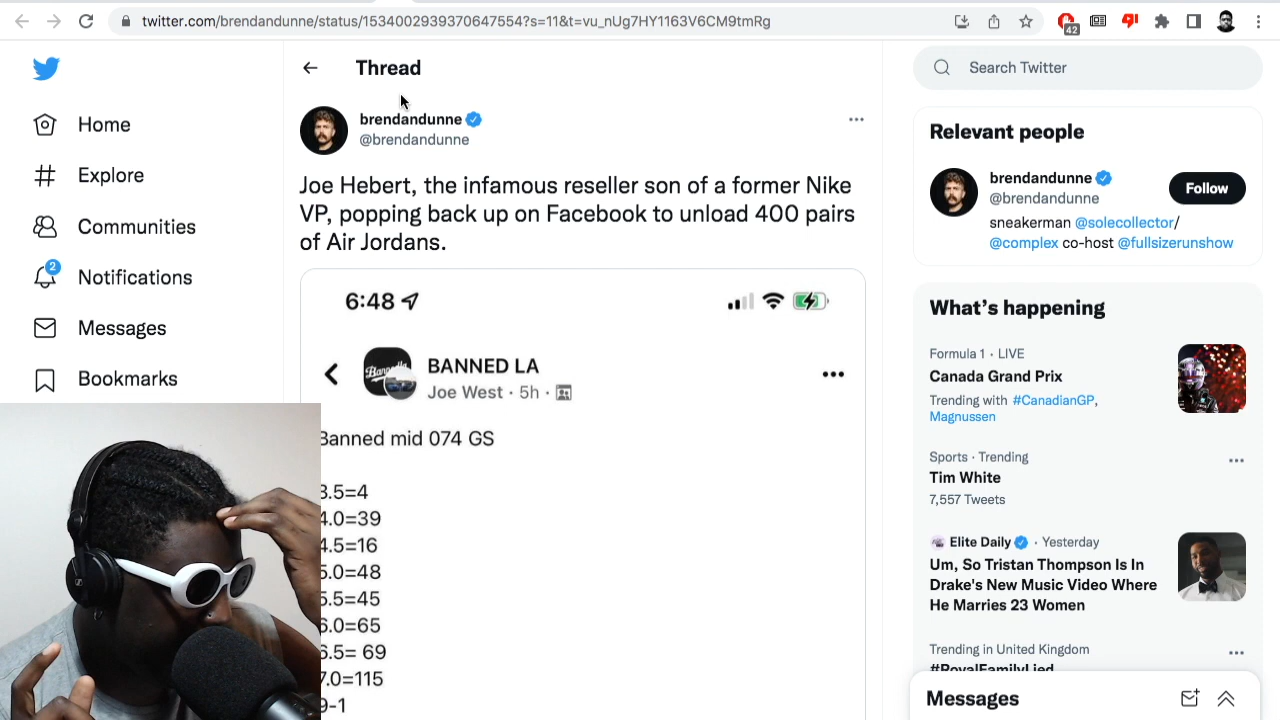 twitter.com/brendandunne/status/1534002939370647554?s=11&t=vu_nUg7HY1163V6CM9tmRg
42
Home
Explore
Communities
2
Notifications
Messages
Bookmarks
Thread
brendandunne
@brendandunne
Joe Hebert, the infamous reseller son of a former Nike
VP, popping back up on Facebook to unload 400 pairs
of Air Jordans.
6:48
BANNED LA
Joe West · 5h ·
Banned mid 074 GS
3.5=4
4.0=39
4.5=16
5.0=48
5.5=45
6.0=65
6.5= 69
7.0=115
9-1
Search Twitter
Relevant people
brendandunne
@brendandunne
Follow
sneakerman @solecollector/
@complex co-host @fullsizerunshow
What's happening
Formula 1 · LIVE
Canada Grand Prix
Trending with #CanadianGP,
Magnussen
Sports · Trending
Tim White
7,557 Tweets
Elite Daily · Yesterday
Um, So Tristan Thompson Is In
Drake's New Music Video Where
He Marries 23 Women
Trending in United Kingdom
#RoyalFamilyLied
Messages